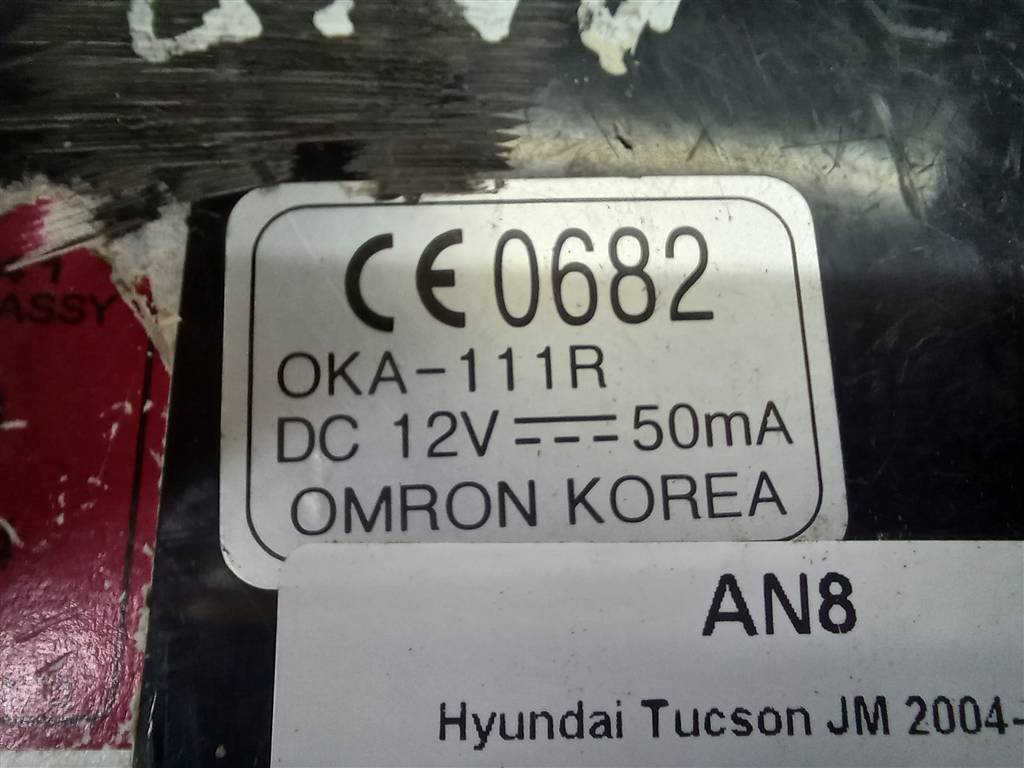 ASSY
CE 0682
OKA-111R
DC 12V ⎓ 50mA
OMRON KOREA
AN8
Hyundai Tucson JM 2004-